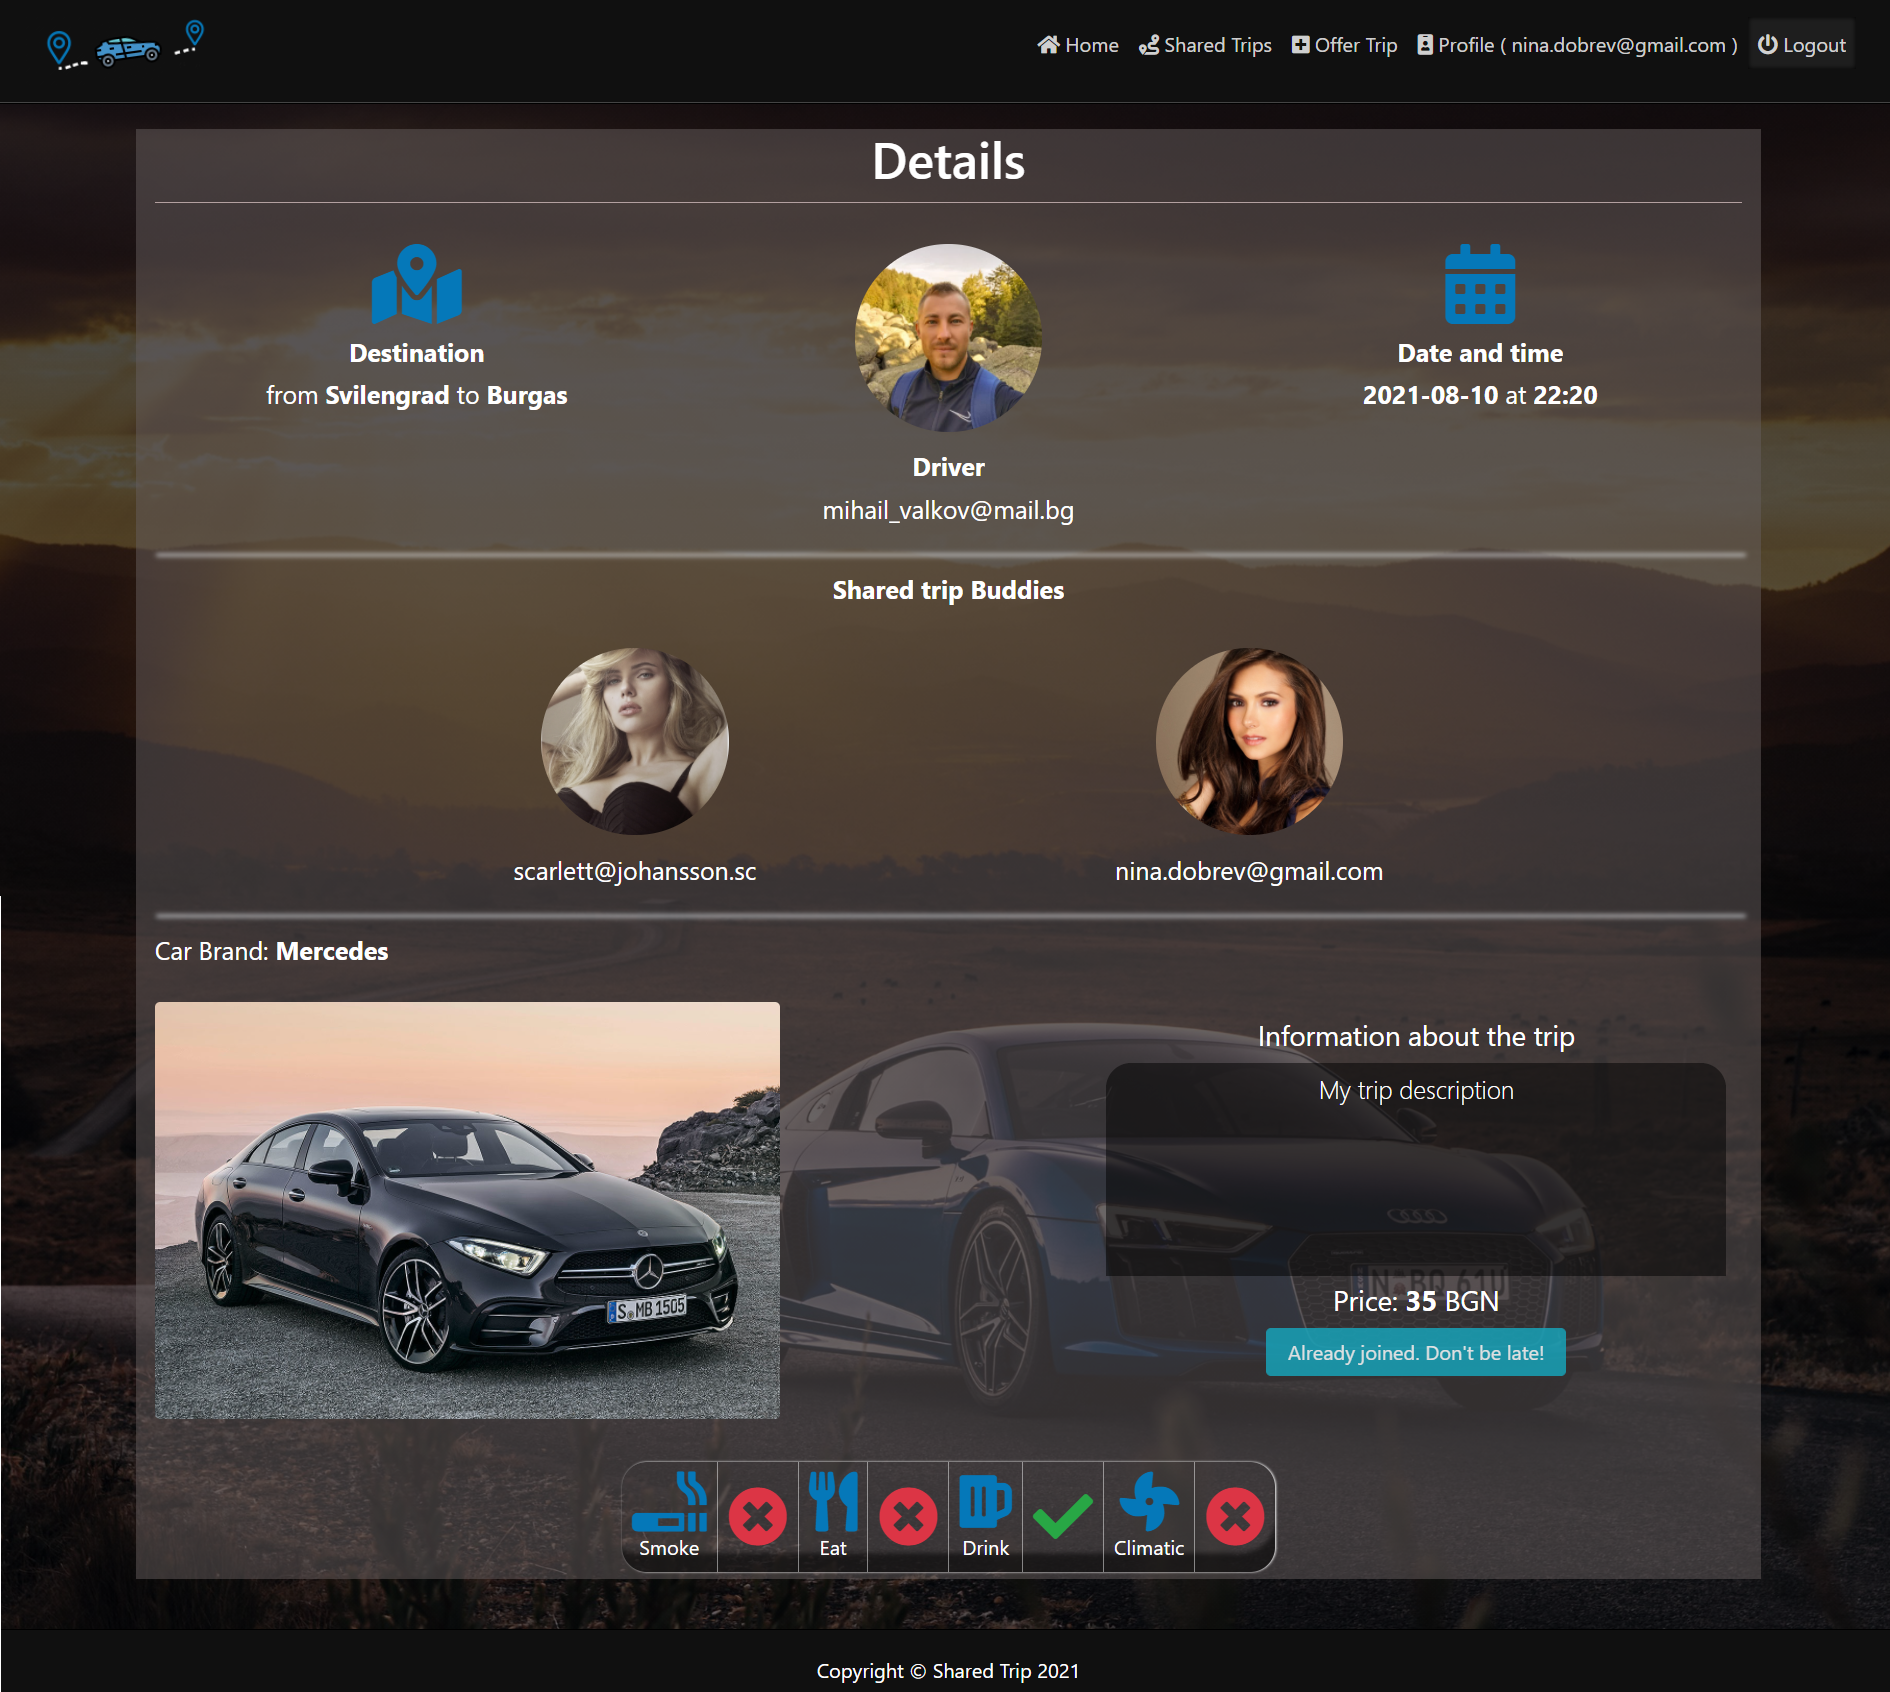 Home Shared Trips Offer Trip Profile ( nina.dobrev@gmail.com ) Logout
Details
Destination
from Svilengrad to Burgas
Driver
mihail_valkov@mail.bg
Date and time
2021-08-10 at 22:20
Shared trip Buddies
scarlett@johansson.sc
nina.dobrev@gmail.com
Car Brand: Mercedes
S MB 1505
Information about the trip
My trip description
Price: 35 BGN
Already joined. Don't be late!
Smoke
Eat
Drink
Climatic
Copyright © Shared Trip 2021